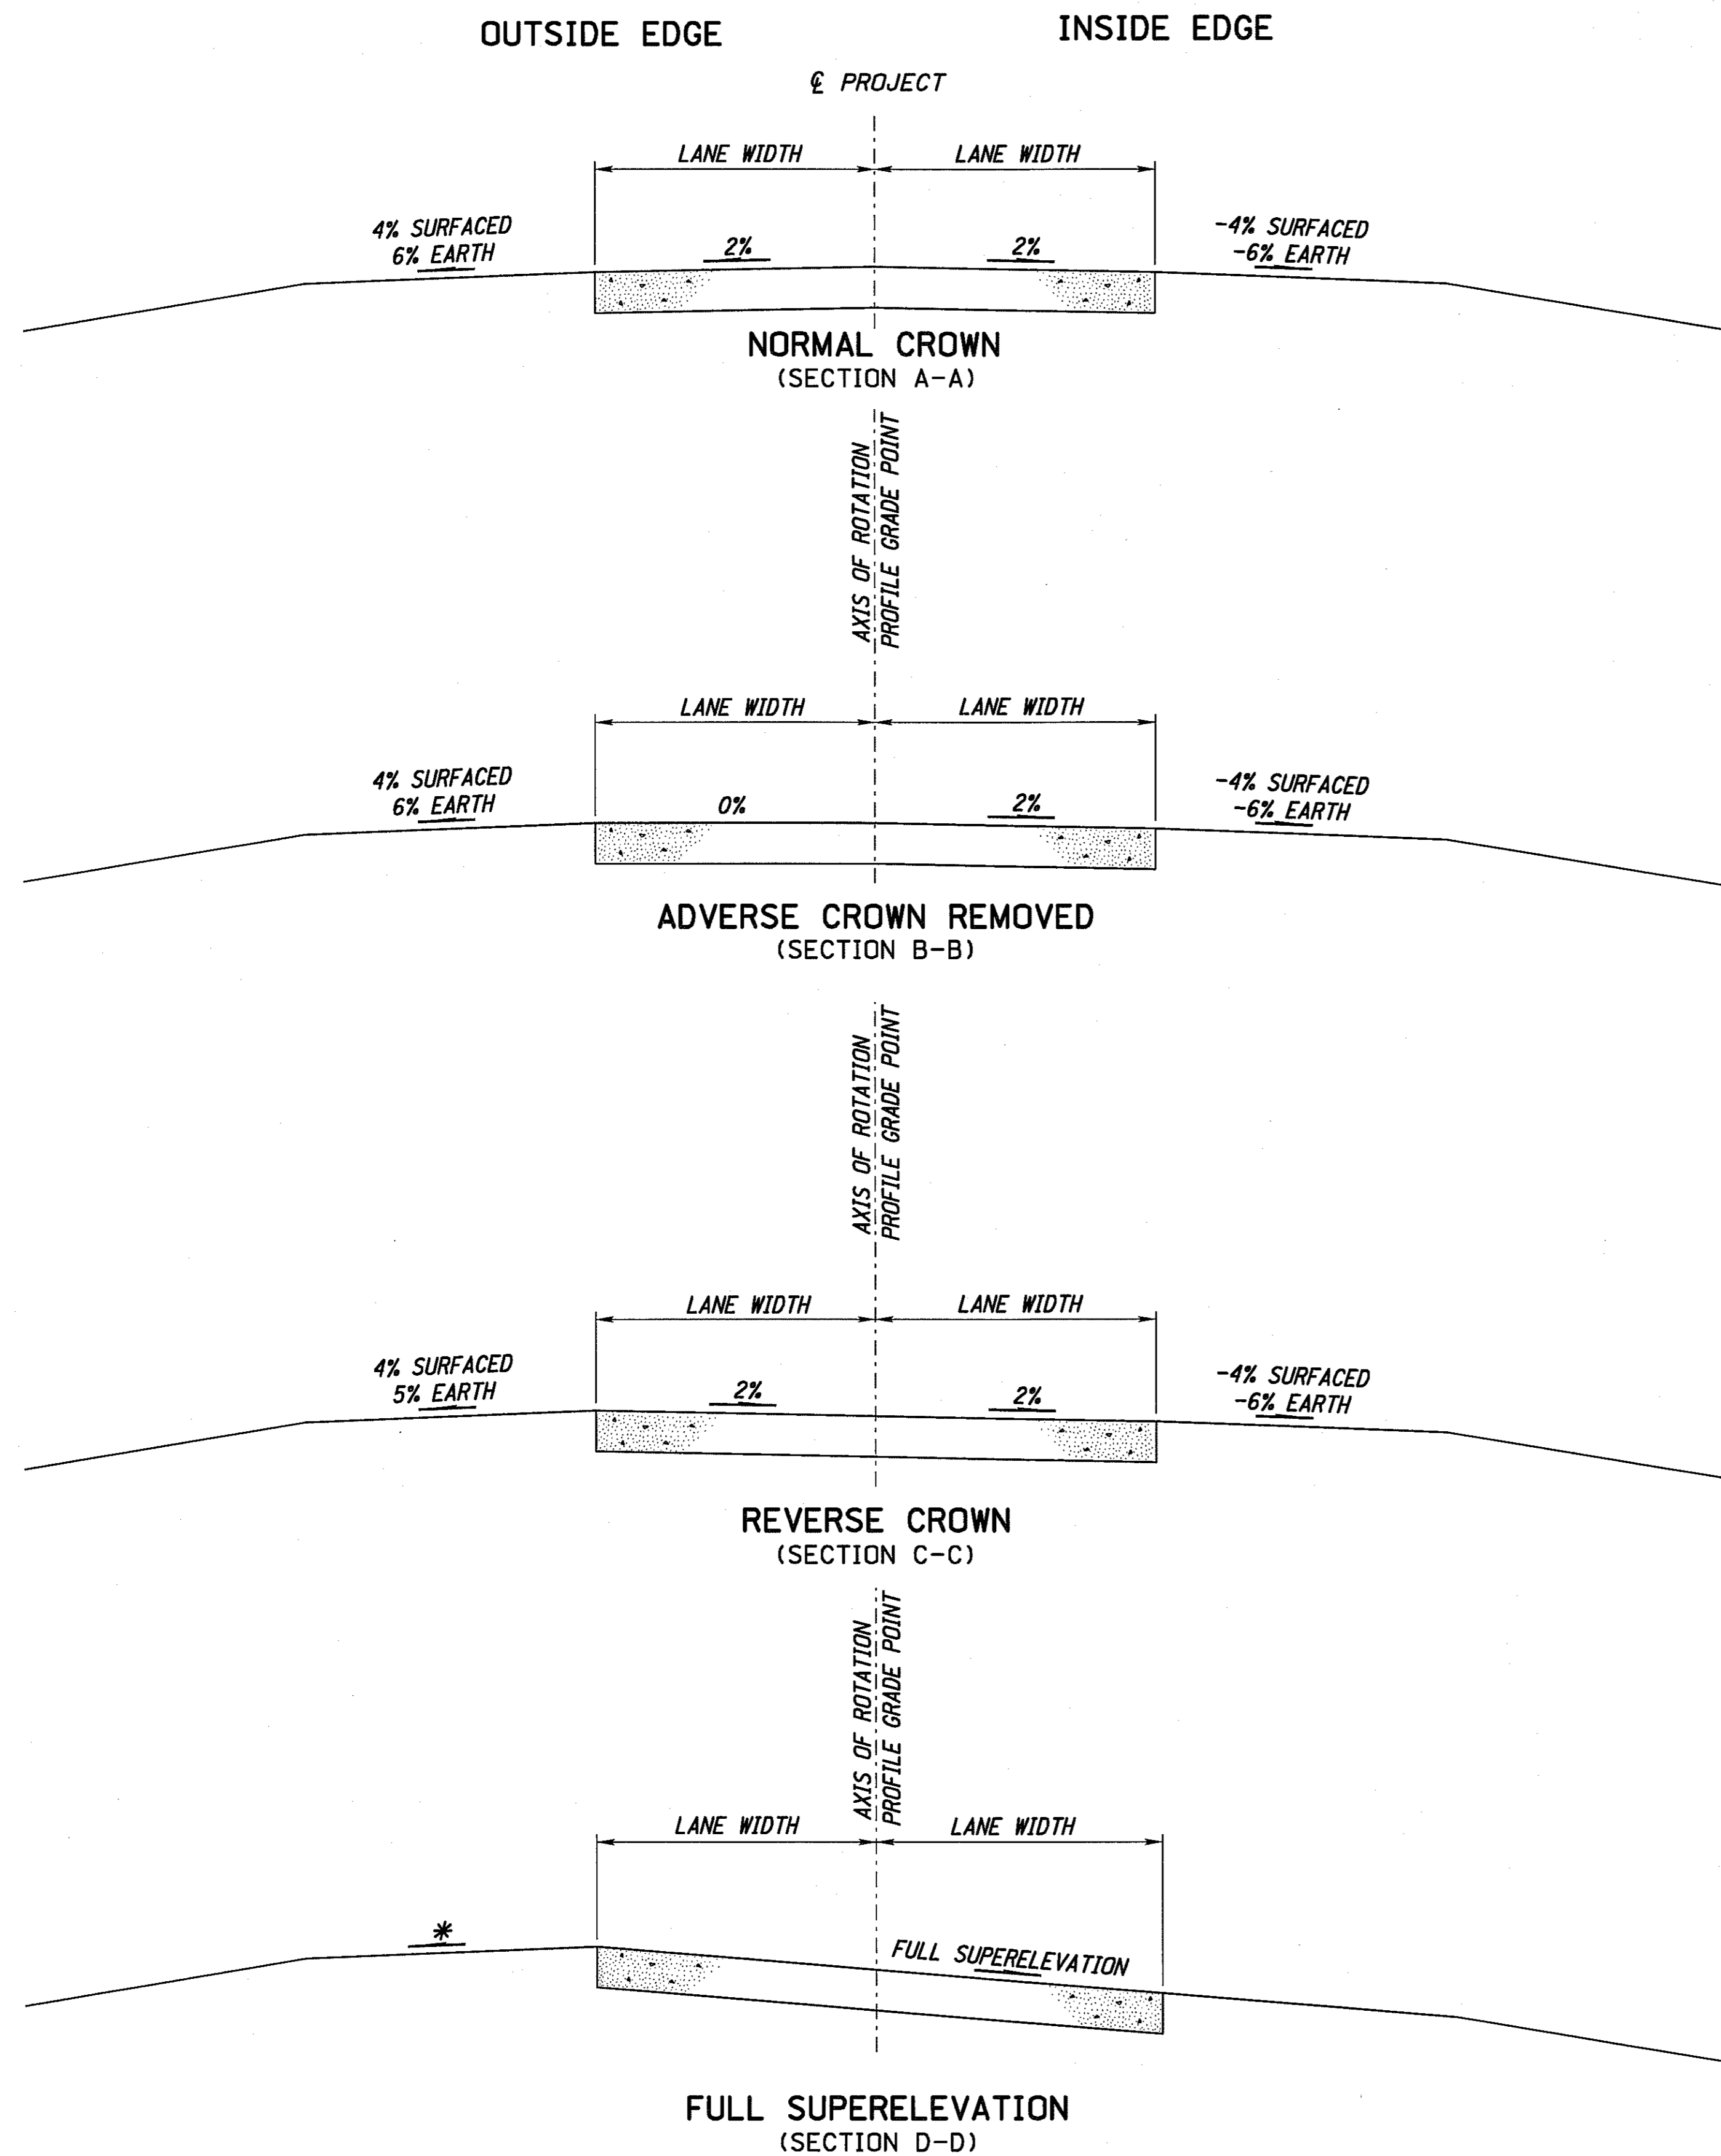 OUTSIDE EDGE
INSIDE EDGE
℄ PROJECT
LANE WIDTH
LANE WIDTH
4% SURFACED
6% EARTH
2%
2%
-4% SURFACED
-6% EARTH
NORMAL CROWN
(SECTION A-A)
AXIS OF ROTATION
PROFILE GRADE POINT
LANE WIDTH
LANE WIDTH
4% SURFACED
6% EARTH
0%
2%
-4% SURFACED
-6% EARTH
ADVERSE CROWN REMOVED
(SECTION B-B)
AXIS OF ROTATION
PROFILE GRADE POINT
LANE WIDTH
LANE WIDTH
4% SURFACED
5% EARTH
2%
2%
-4% SURFACED
-6% EARTH
REVERSE CROWN
(SECTION C-C)
AXIS OF ROTATION
PROFILE GRADE POINT
LANE WIDTH
LANE WIDTH
*
FULL SUPERELEVATION
FULL SUPERELEVATION
(SECTION D-D)